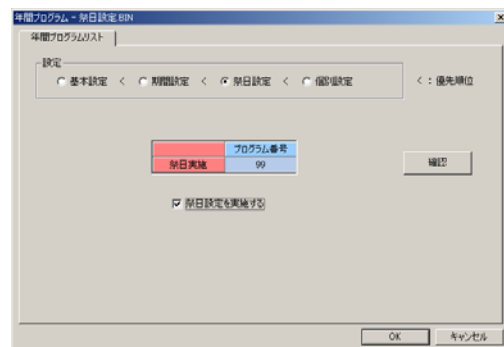 年間プログラム - 祭日設定.BIN
年間プログラムリスト
設定
基本設定 < 期間設定 < 祭日設定 < 個別設定
< : 優先順位
プログラム番号
祭日実施 99
確認
祭日設定を実施する
OK キャンセル